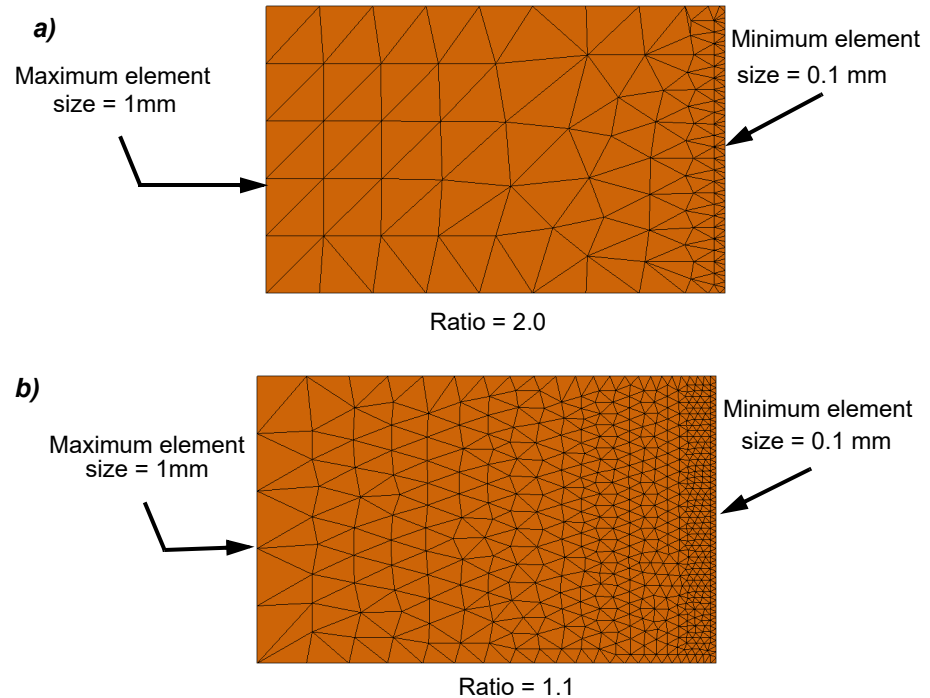 a)
Maximum element
size = 1mm
Minimum element
size = 0.1 mm
Ratio = 2.0
b)
Maximum element
size = 1mm
Minimum element
size = 0.1 mm
Ratio = 1.1